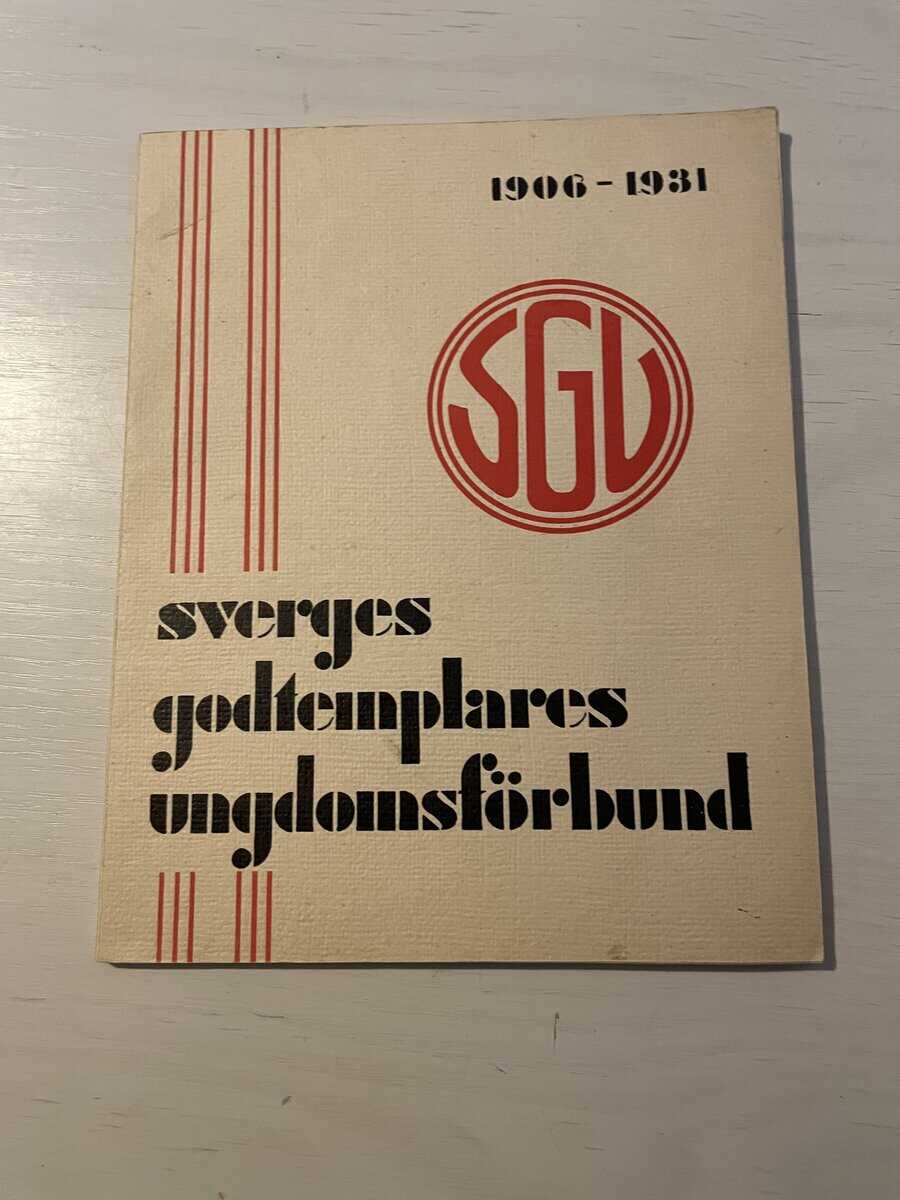 1906-1931
SGU
sverges
godtemplares
ungdomsförbund